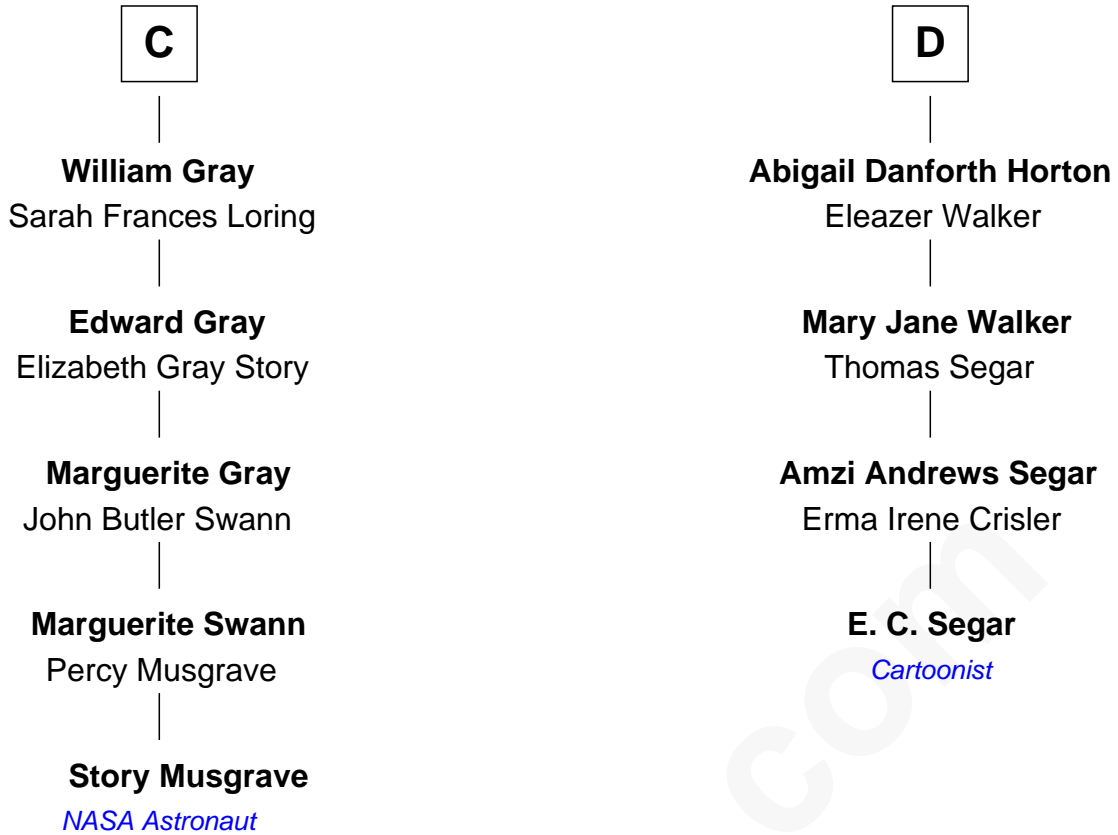 C
William Gray
Sarah Frances Loring
Edward Gray
Elizabeth Gray Story
Marguerite Gray
John Butler Swann
Marguerite Swann
Percy Musgrave
Story Musgrave
NASA Astronaut
D
Abigail Danforth Horton
Eleazer Walker
Mary Jane Walker
Thomas Segar
Amzi Andrews Segar
Erma Irene Crisler
E. C. Segar
Cartoonist
com